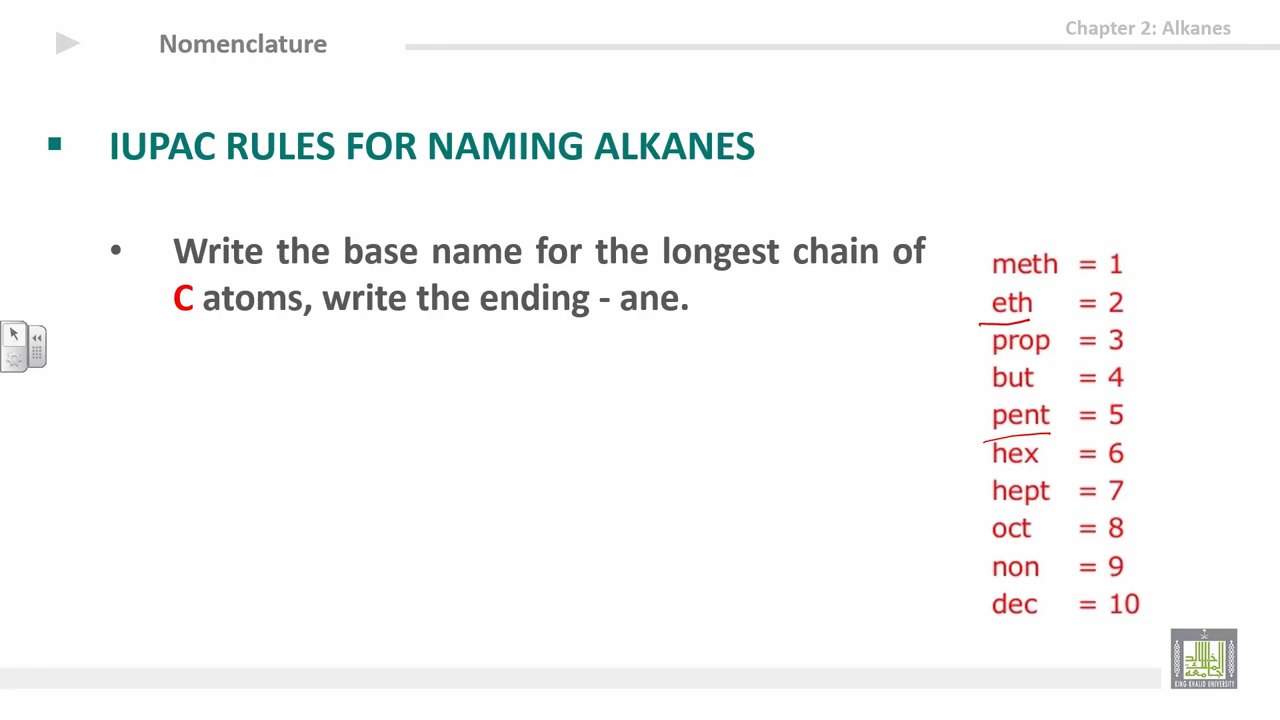 Nomenclature
Chapter 2: Alkanes
IUPAC RULES FOR NAMING ALKANES
• Write the base name for the longest chain of
C atoms, write the ending - ane.
meth = 1
eth = 2
prop = 3
but = 4
pent = 5
hex = 6
hept = 7
oct = 8
non = 9
dec = 10
KING KHALID UNIVERSITY